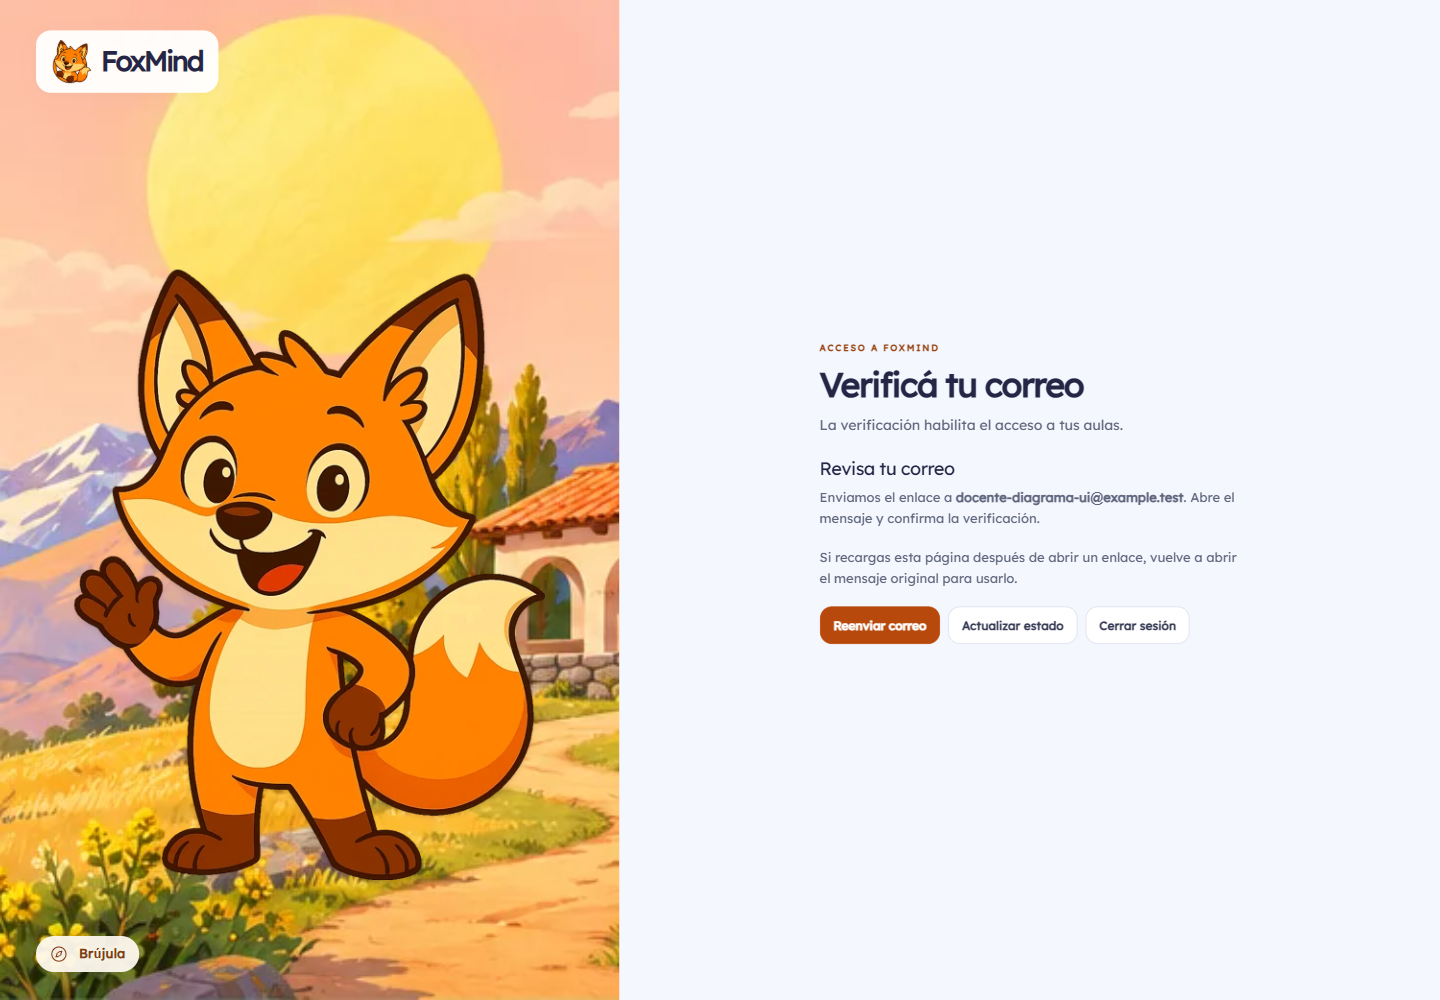 FoxMind
ACCESO A FOXMIND
Verificá tu correo
La verificación habilita el acceso a tus aulas.
Revisa tu correo
Enviamos el enlace a docente-diagrama-ui@example.test. Abre el
mensaje y confirma la verificación.
Si recargas esta página después de abrir un enlace, vuelve a abrir
el mensaje original para usarlo.
Reenviar correo
Actualizar estado
Cerrar sesión
Brújula